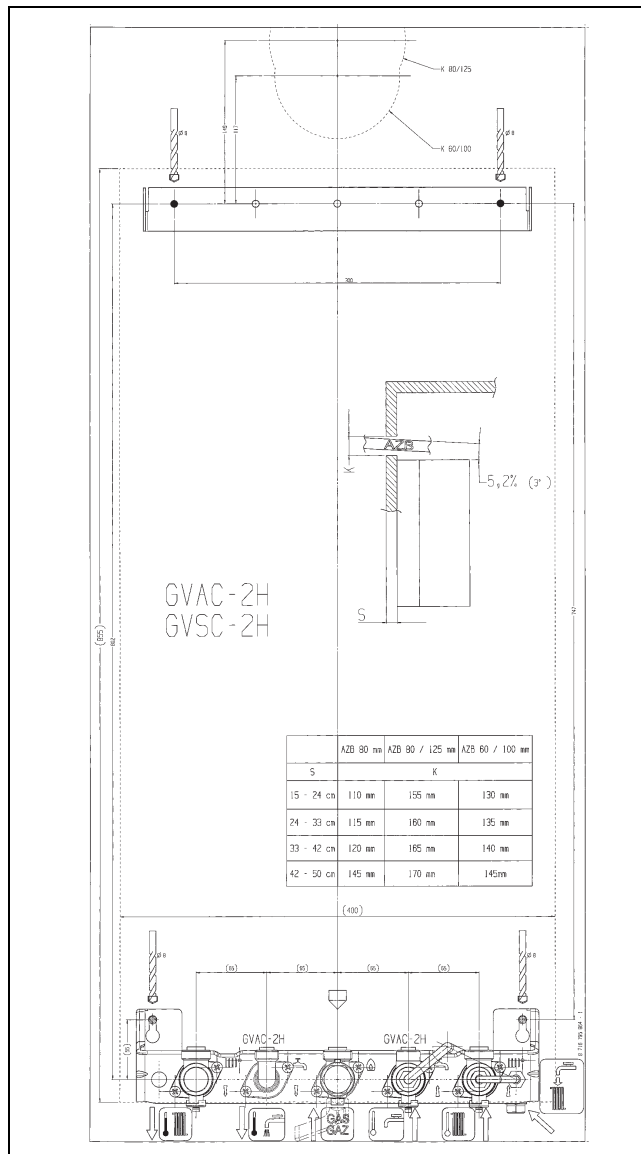 K 80/125
K 60/100
Ø 8
Ø 8
300
AZB
K
5,2% (3°)
S
GVAC-2H
GVSC-2H
(855)
AZB 80 mm AZB 80 / 125 mm AZB 60 / 100 mm
S K
15 - 24 cm 110 mm 155 mm 130 mm
24 - 33 cm 115 mm 160 mm 135 mm
33 - 42 cm 120 mm 165 mm 140 mm
42 - 50 cm 145 mm 170 mm 145mm
(400)
Ø 8
Ø 8
(65)
(65)
(65)
(65)
GVAC-2H
GVAC-2H
GAS
GAZ